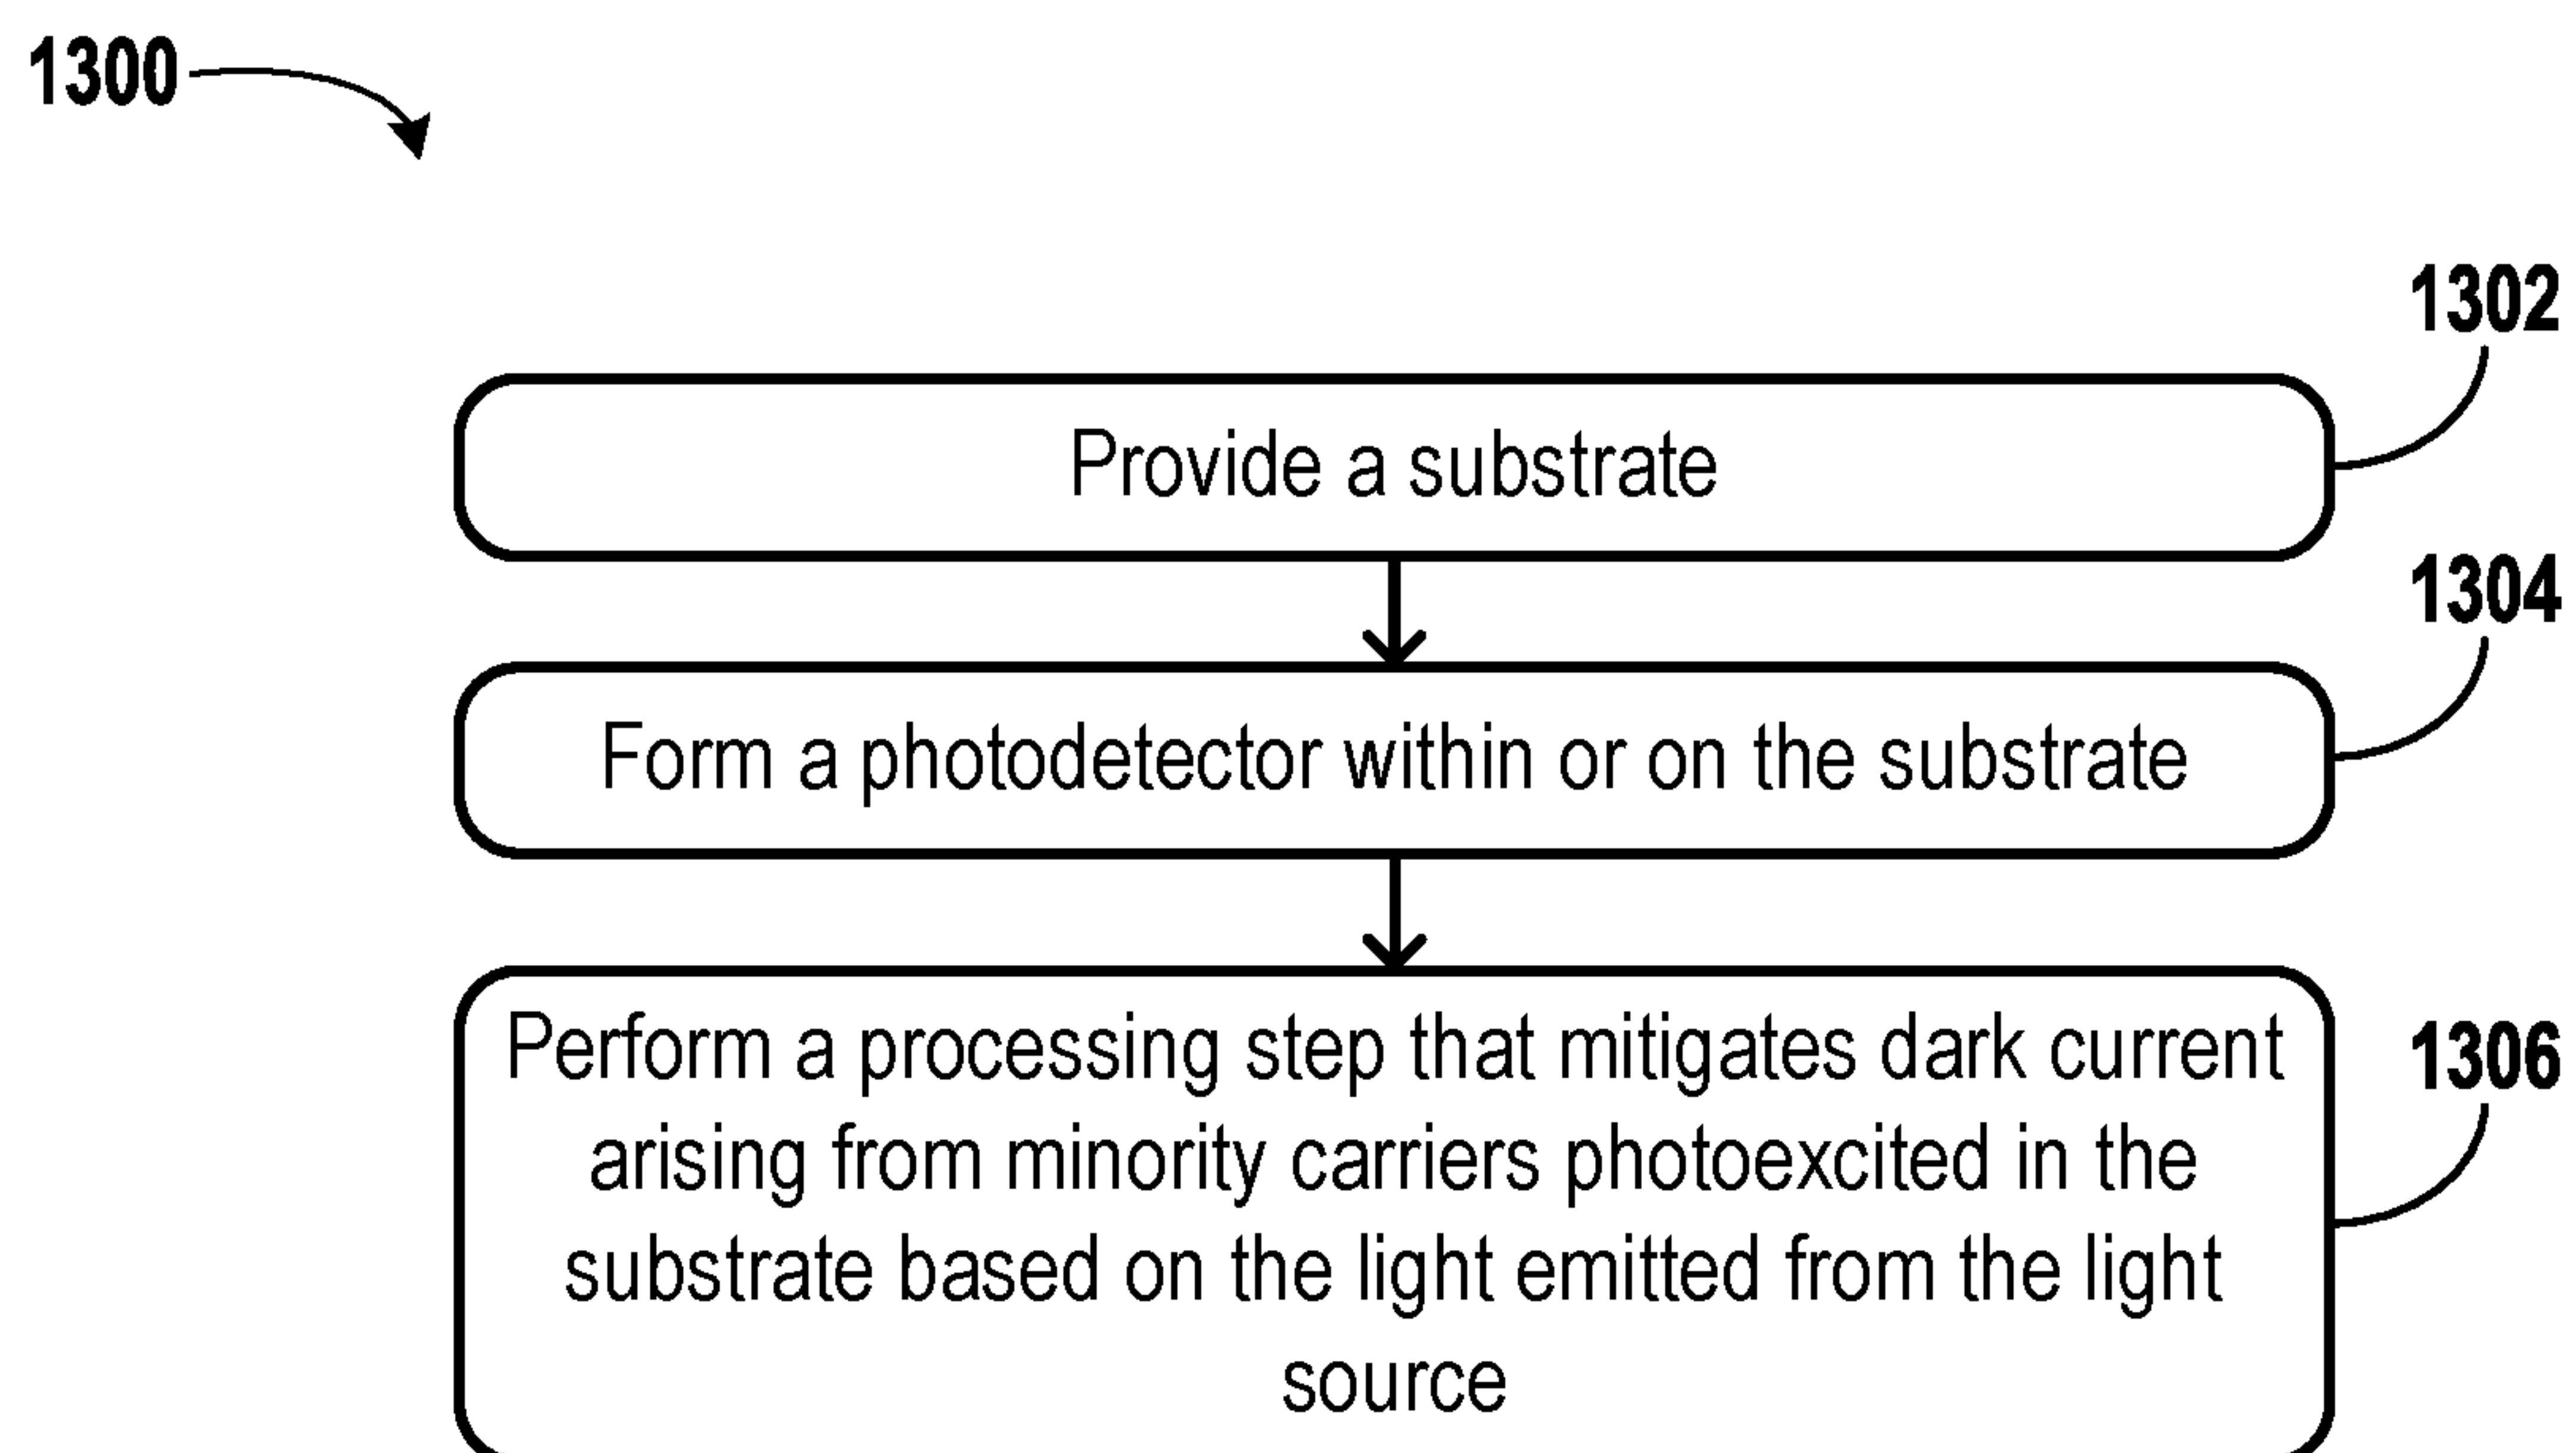 1300
1302
Provide a substrate
1304
Form a photodetector within or on the substrate
1306
Perform a processing step that mitigates dark current
arising from minority carriers photoexcited in the
substrate based on the light emitted from the light
source